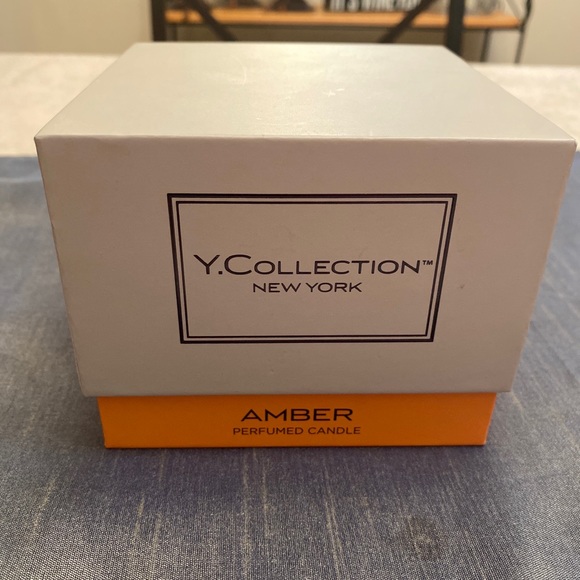 Y.COLLECTION™
NEW YORK
AMBER
PERFUMED CANDLE